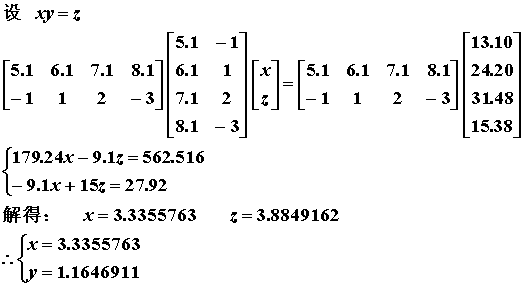 设 xy = z
[5.1 6.1 7.1 8.1; −1 1 2 −3] [5.1 −1; 6.1 1; 7.1 2; 8.1 −3] [x; z] = [5.1 6.1 7.1 8.1; −1 1 2 −3] [13.10; 24.20; 31.48; 15.38]
{179.24x − 9.1z = 562.516
−9.1x + 15z = 27.92
解得： x = 3.3355763 z = 3.8849162
∴ {x = 3.3355763
y = 1.1646911